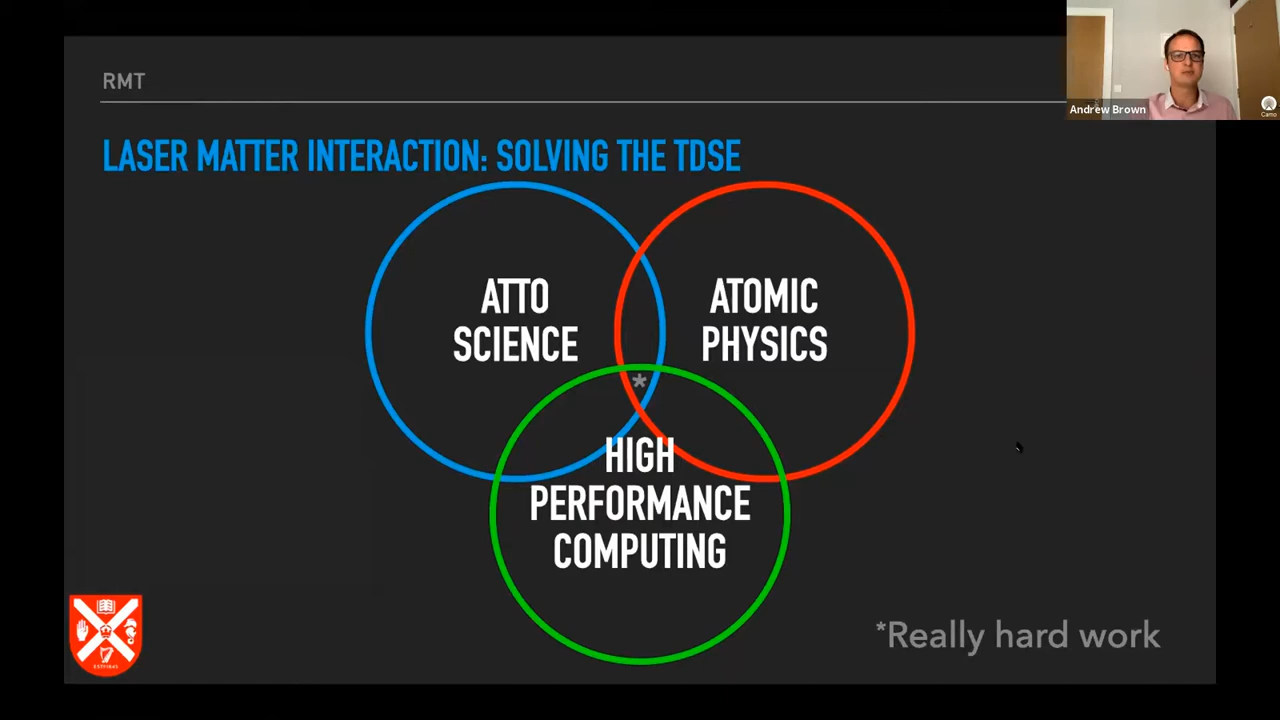 RMT
Andrew Brown
Camo
LASER MATTER INTERACTION: SOLVING THE TDSE
ATTO
SCIENCE
ATOMIC
PHYSICS
*
HIGH
PERFORMANCE
COMPUTING
*Really hard work